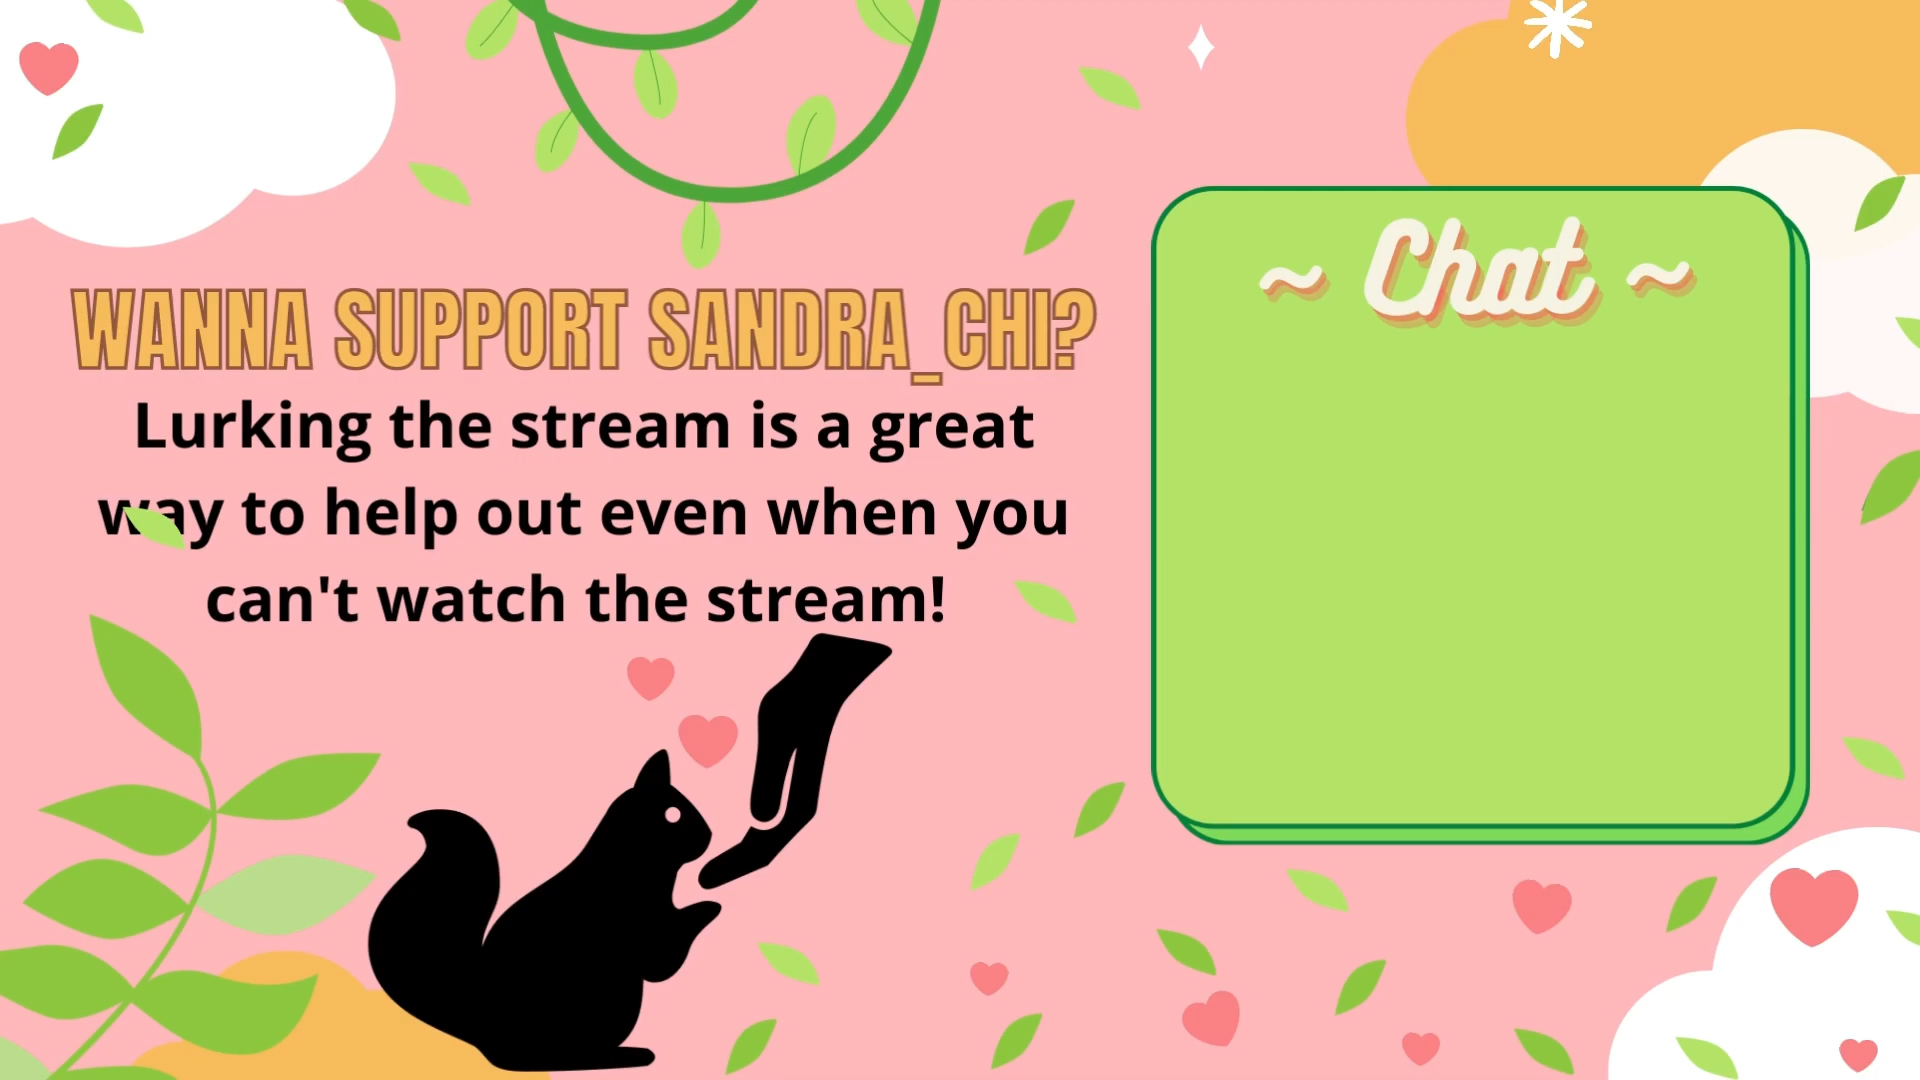 WANNA SUPPORT SANDRA_CHI?
Lurking the stream is a great
way to help out even when you
can't watch the stream!
~ Chat ~